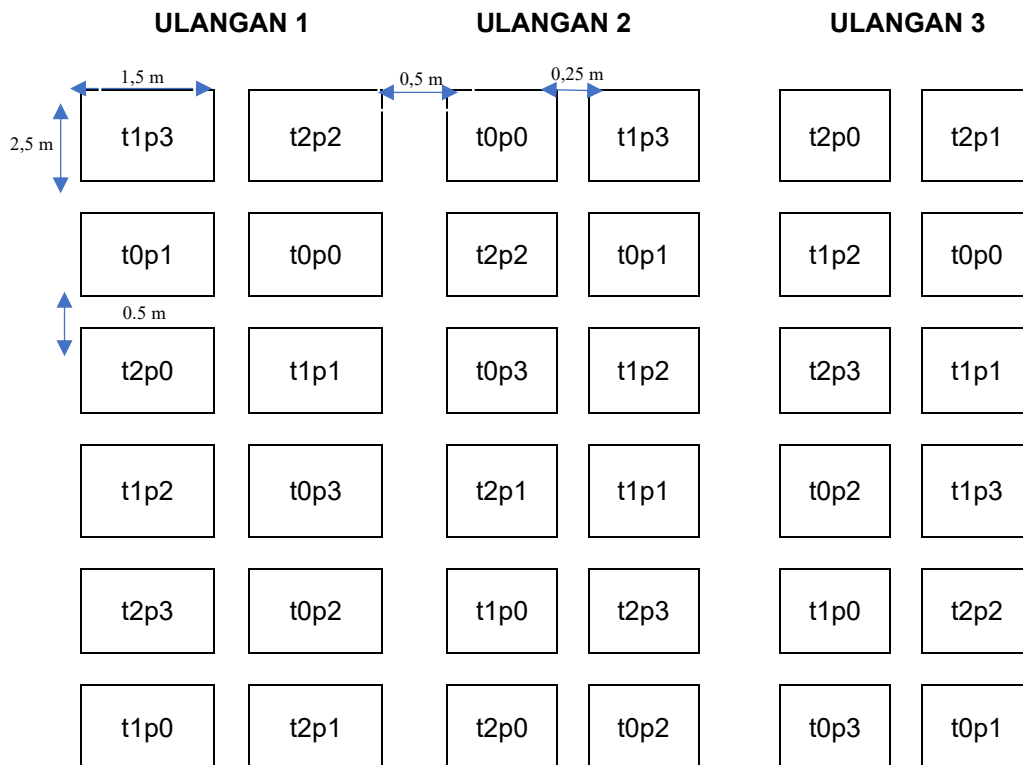 ULANGAN 1 ULANGAN 2 ULANGAN 3
1,5 m 0,5 m 0,25 m
2,5 m
t1p3 t2p2 t0p0 t1p3 t2p0 t2p1
t0p1 t0p0 t2p2 t0p1 t1p2 t0p0
0.5 m
t2p0 t1p1 t0p3 t1p2 t2p3 t1p1
t1p2 t0p3 t2p1 t1p1 t0p2 t1p3
t2p3 t0p2 t1p0 t2p3 t1p0 t2p2
t1p0 t2p1 t2p0 t0p2 t0p3 t0p1